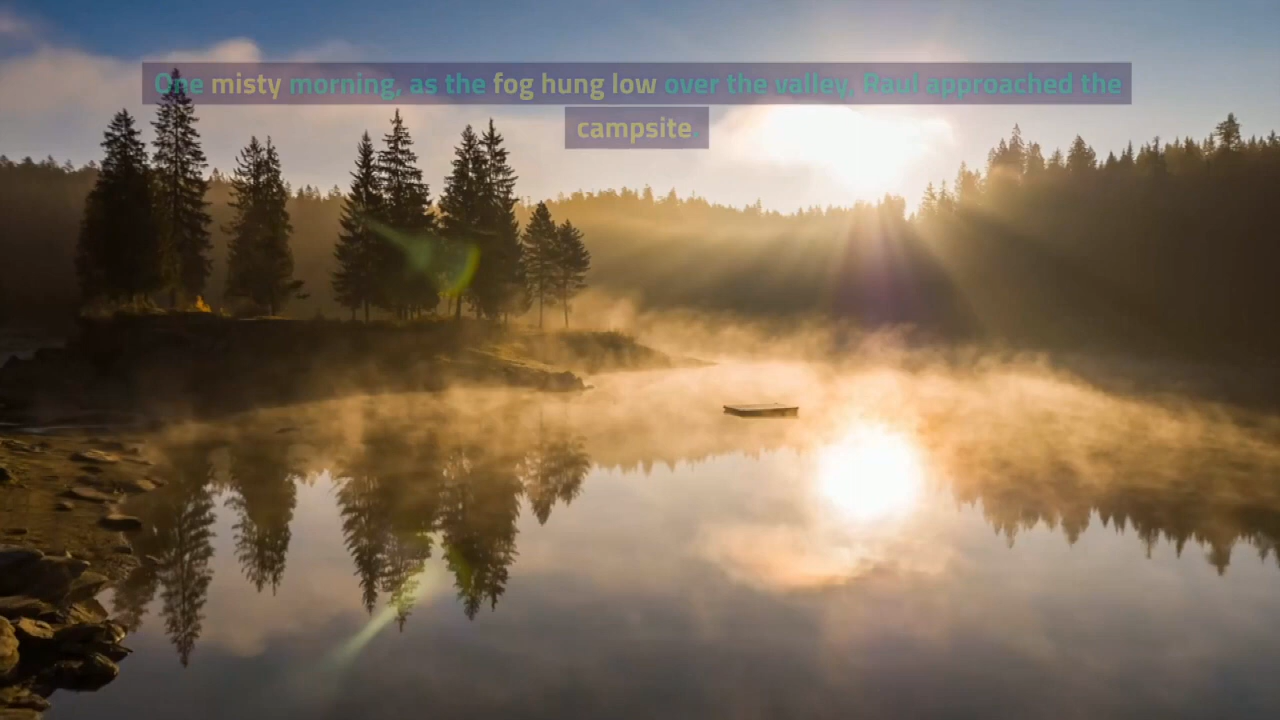 One misty morning, as the fog hung low over the valley, Raul approached the
campsite.